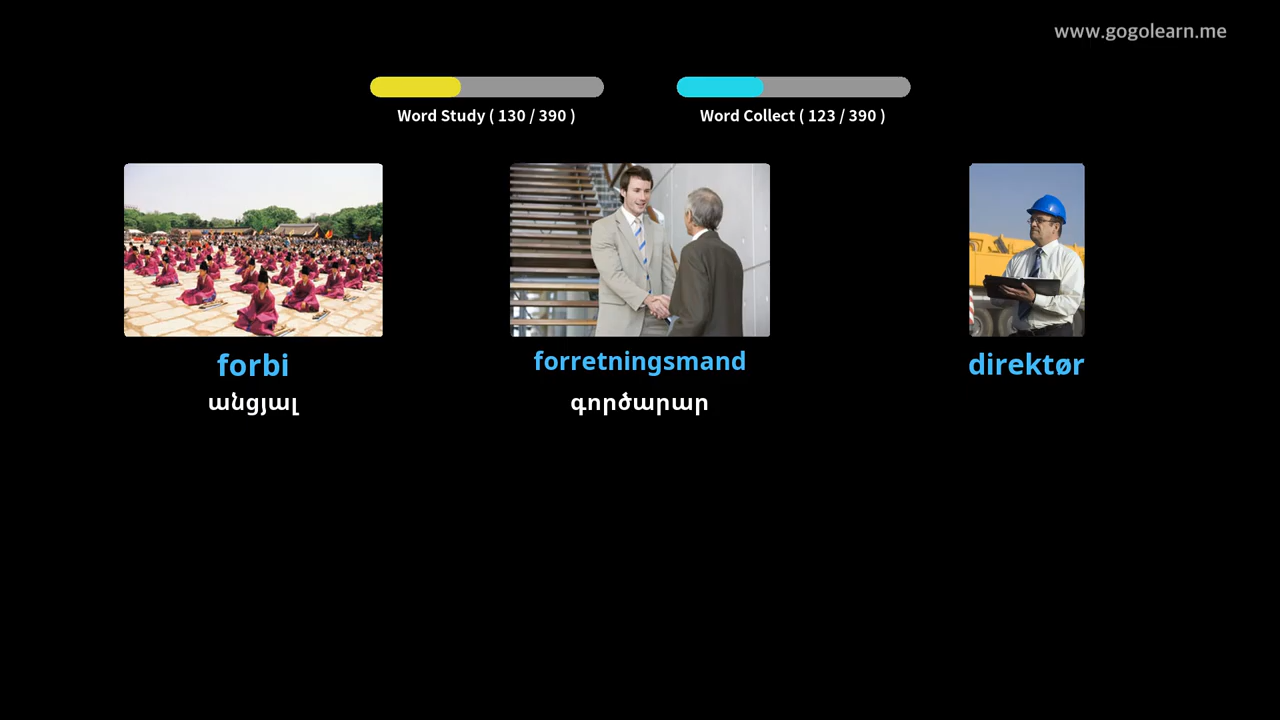 www.gogolearn.me
Word Study ( 130 / 390 )
Word Collect ( 123 / 390 )
forbi
forretningsmand
direktør
անցյալ
գործարար